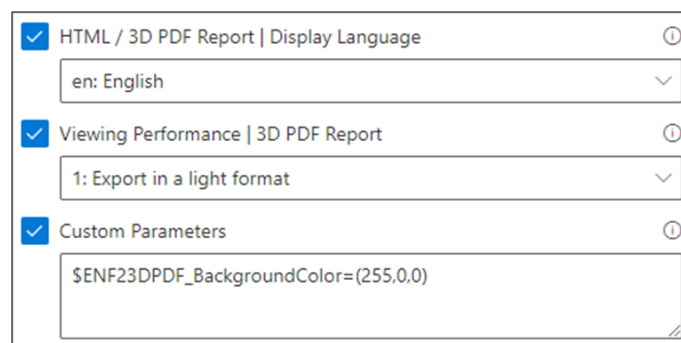 HTML / 3D PDF Report | Display Language
en: English
Viewing Performance | 3D PDF Report
1: Export in a light format
Custom Parameters
$ENF23DPDF_BackgroundColor=(255,0,0)